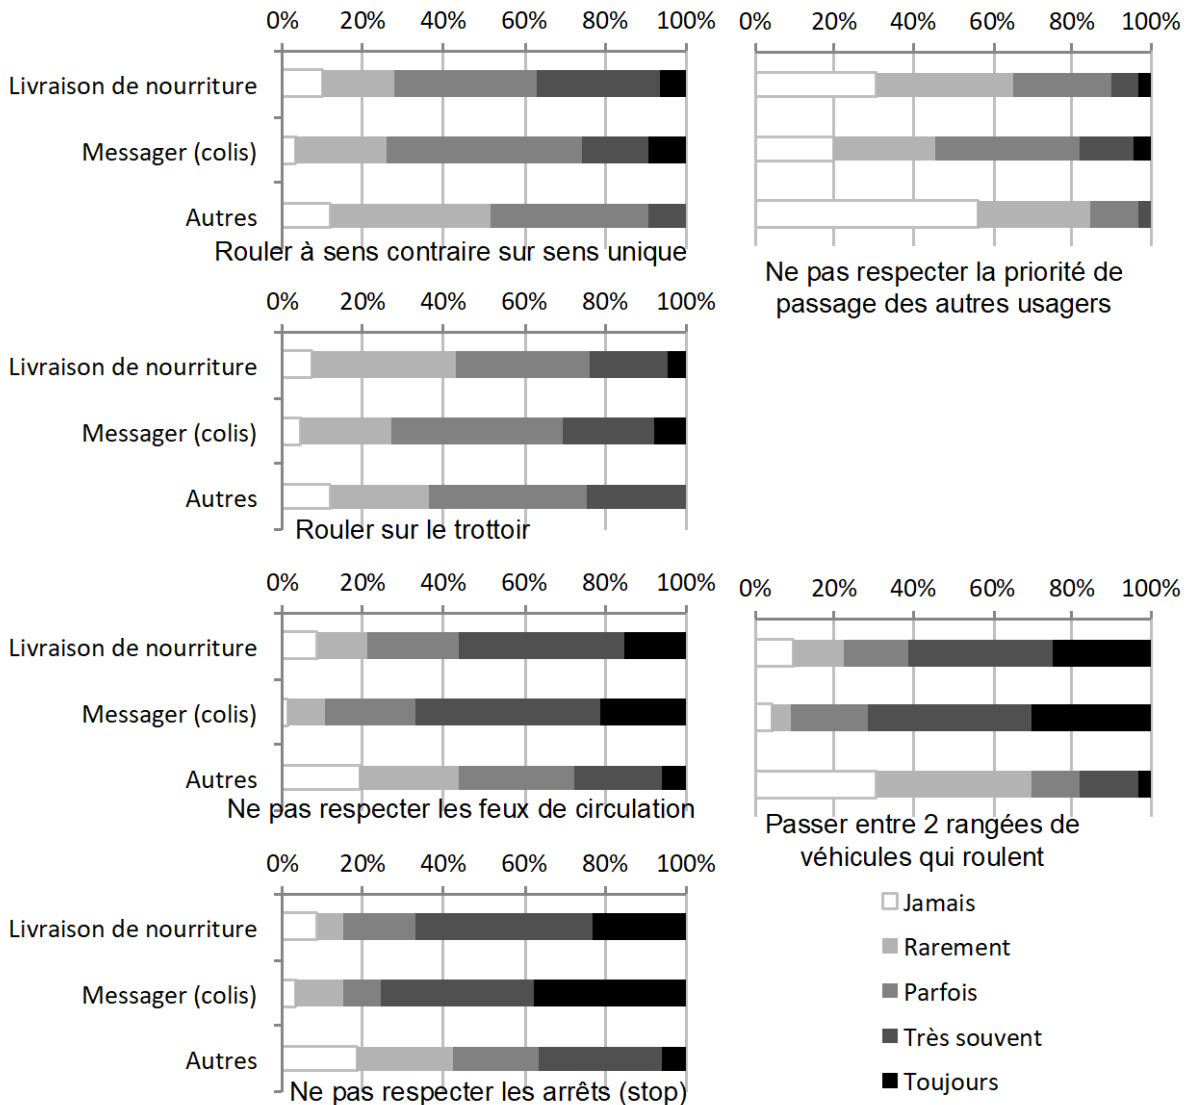 0% 20% 40% 60% 80% 100%
Livraison de nourriture
Messager (colis)
Autres
Rouler à sens contraire sur sens unique
0% 20% 40% 60% 80% 100%
Ne pas respecter la priorité de
passage des autres usagers
0% 20% 40% 60% 80% 100%
Livraison de nourriture
Messager (colis)
Autres
Rouler sur le trottoir
0% 20% 40% 60% 80% 100%
Livraison de nourriture
Messager (colis)
Autres
Ne pas respecter les feux de circulation
0% 20% 40% 60% 80% 100%
Passer entre 2 rangées de
véhicules qui roulent
0% 20% 40% 60% 80% 100%
Livraison de nourriture
Messager (colis)
Autres
Ne pas respecter les arrêts (stop)
Jamais
Rarement
Parfois
Très souvent
Toujours